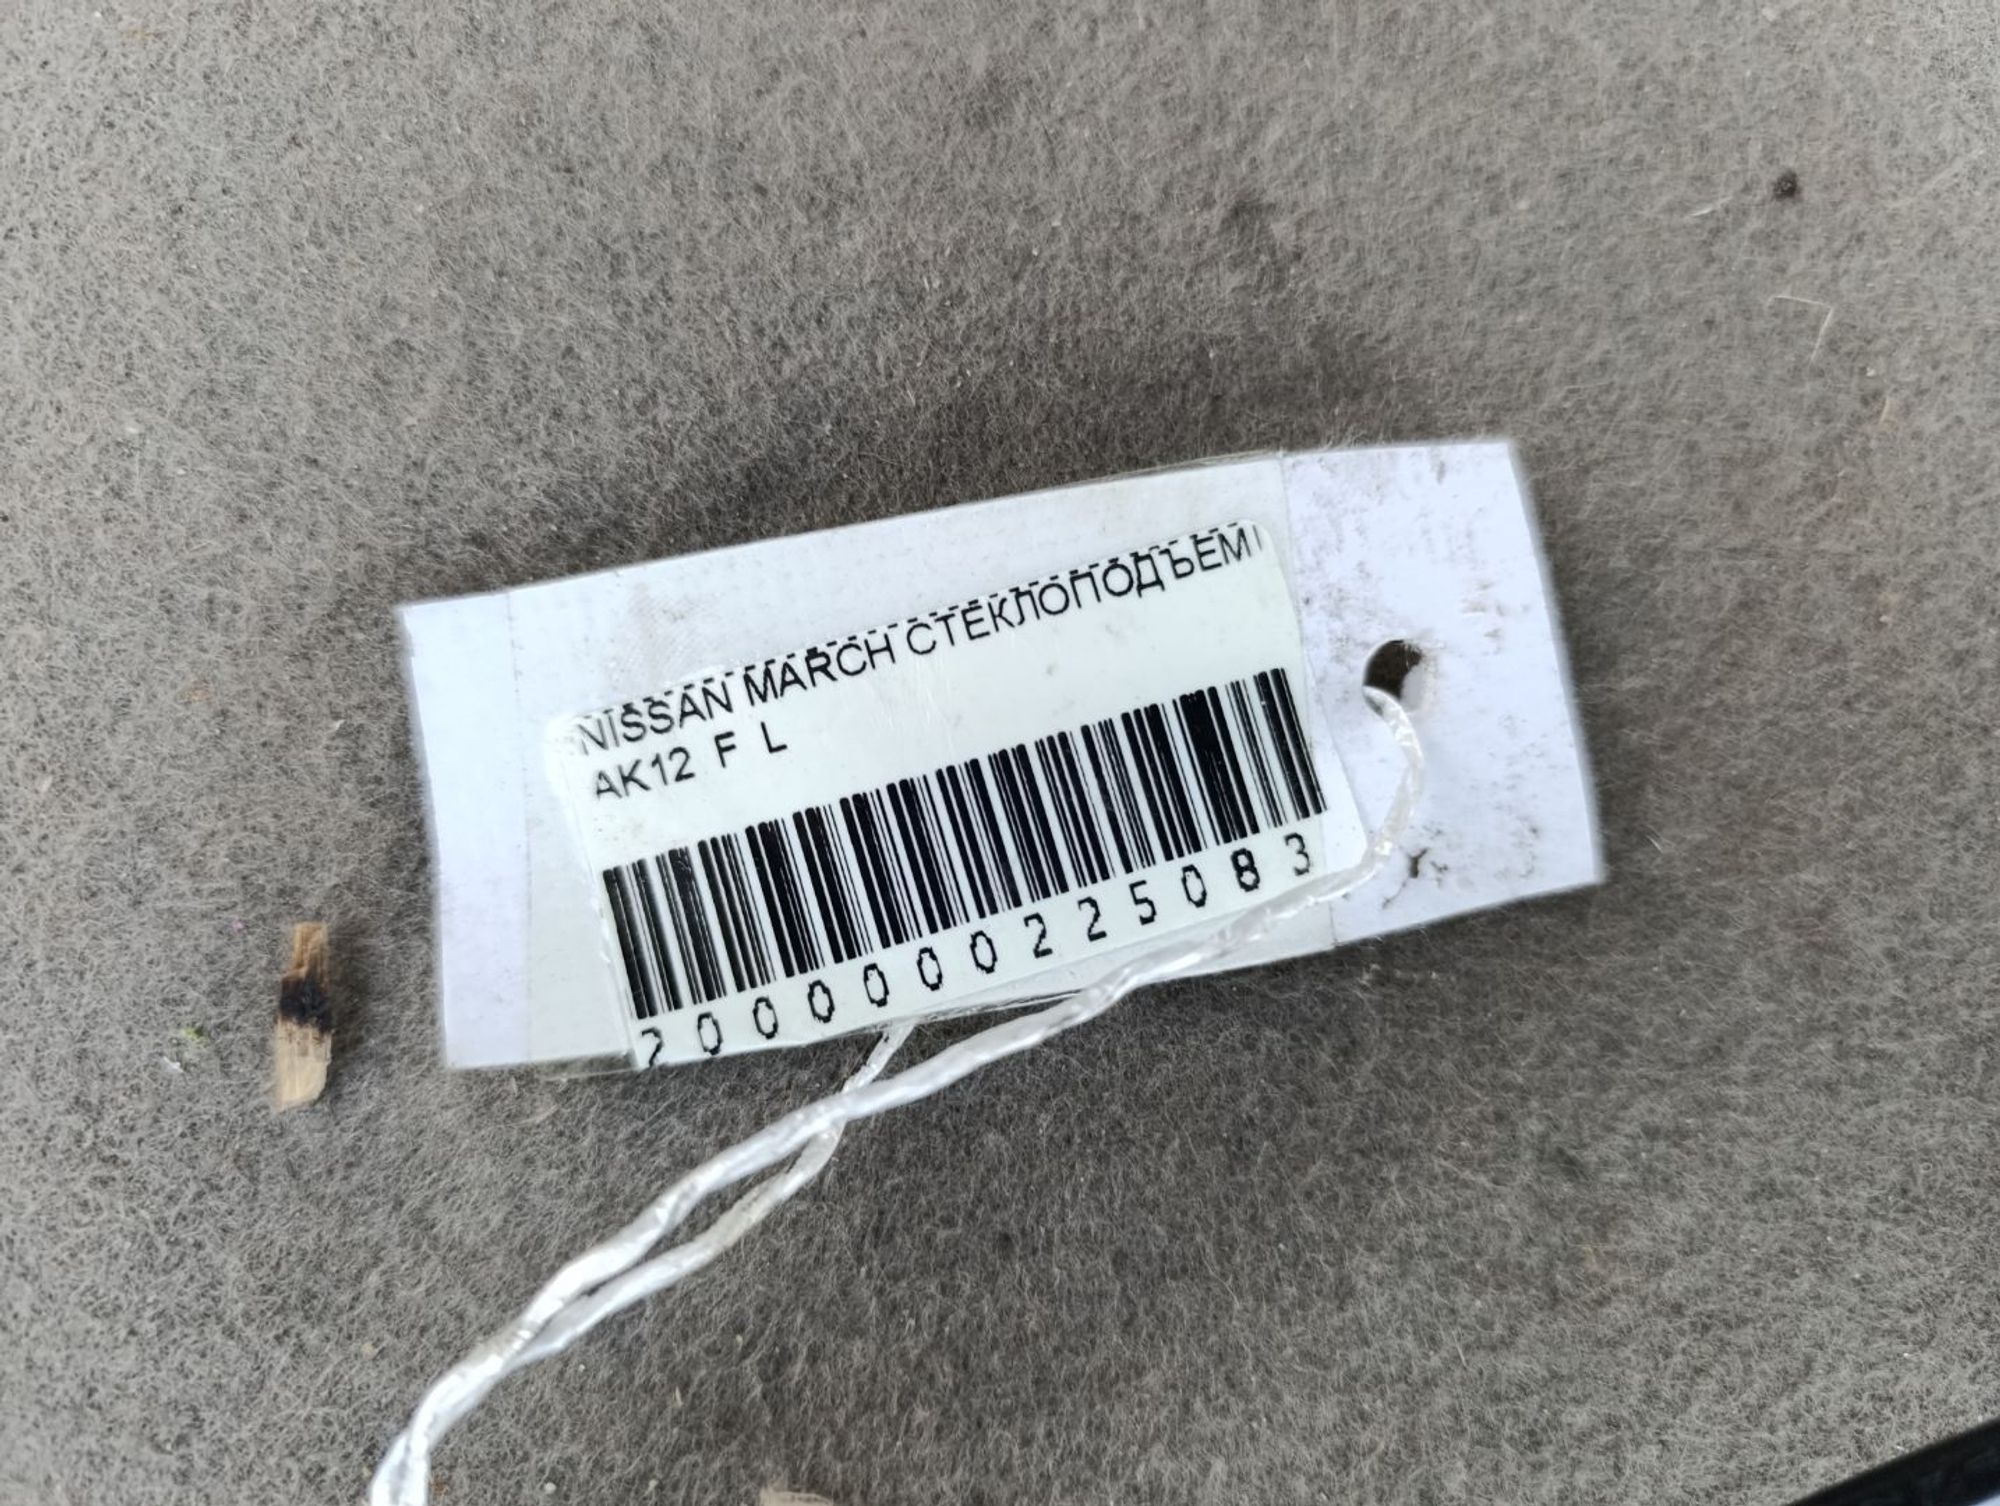 NISSAN MARCH СТЕКЛОПОДЪЕМ
AK12 F L
2000000225083